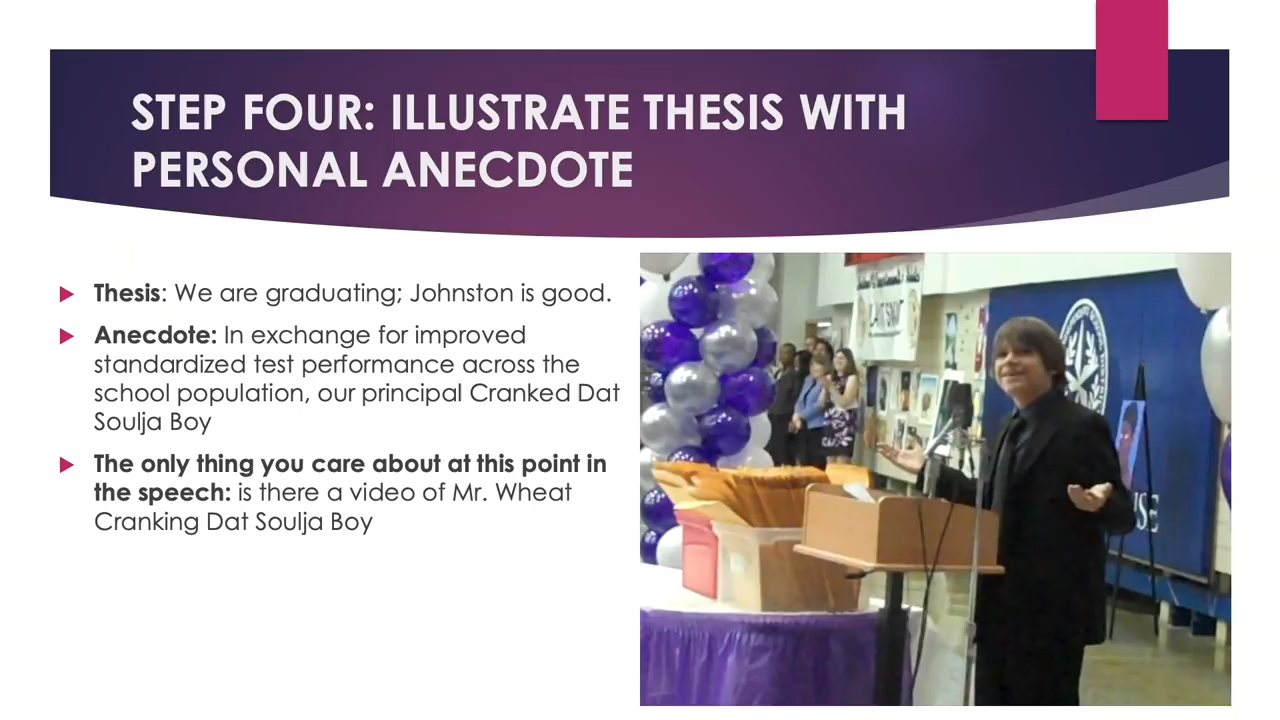 STEP FOUR: ILLUSTRATE THESIS WITH
PERSONAL ANECDOTE
Thesis: We are graduating; Johnston is good.
Anecdote: In exchange for improved
standardized test performance across the
school population, our principal Cranked Dat
Soulja Boy
The only thing you care about at this point in
the speech: is there a video of Mr. Wheat
Cranking Dat Soulja Boy